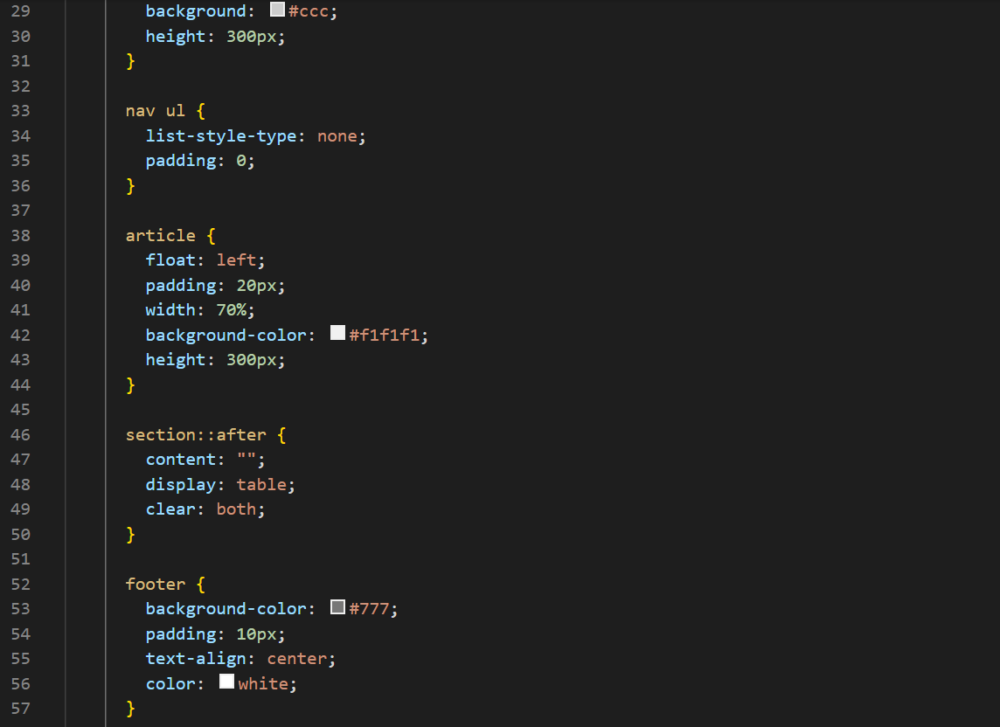 29 background: #ccc;
30 height: 300px;
31 }
32
33 nav ul {
34 list-style-type: none;
35 padding: 0;
36 }
37
38 article {
39 float: left;
40 padding: 20px;
41 width: 70%;
42 background-color: #f1f1f1;
43 height: 300px;
44 }
45
46 section::after {
47 content: "";
48 display: table;
49 clear: both;
50 }
51
52 footer {
53 background-color: #777;
54 padding: 10px;
55 text-align: center;
56 color: white;
57 }